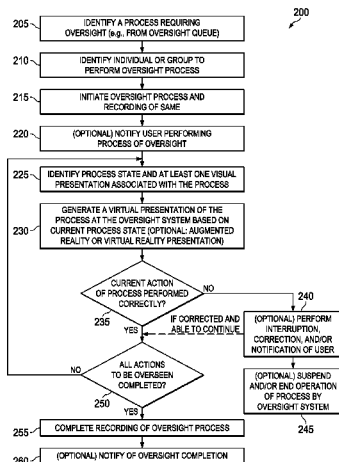 200
205
IDENTIFY A PROCESS REQUIRING
OVERSIGHT (e.g., FROM OVERSIGHT QUEUE)
210
IDENTIFY INDIVIDUAL OR GROUP TO
PERFORM OVERSIGHT PROCESS
215
INITIATE OVERSIGHT PROCESS AND
RECORDING OF SAME
220
(OPTIONAL) NOTIFY USER PERFORMING
PROCESS OF OVERSIGHT
225
IDENTIFY PROCESS STATE AND AT LEAST ONE VISUAL
PRESENTATION ASSOCIATED WITH THE PROCESS
230
GENERATE A VIRTUAL PRESENTATION OF THE
PROCESS AT THE OVERSIGHT SYSTEM BASED ON
CURRENT PROCESS STATE (OPTIONAL: AUGMENTED
REALITY OR VIRTUAL REALITY PRESENTATION)
CURRENT ACTION
OF PROCESS PERFORMED
CORRECTLY?
235
NO
YES
IF CORRECTED AND
ABLE TO CONTINUE
240
(OPTIONAL) PERFORM
INTERRUPTION,
CORRECTION, AND/OR
NOTIFICATION OF USER
(OPTIONAL) SUSPEND
AND/OR END OPERATION
OF PROCESS BY
OVERSIGHT SYSTEM
245
NO
ALL ACTIONS
TO BE OVERSEEN
COMPLETED?
250
YES
255
COMPLETE RECORDING OF OVERSIGHT PROCESS
260
(OPTIONAL) NOTIFY OF OVERSIGHT COMPLETION